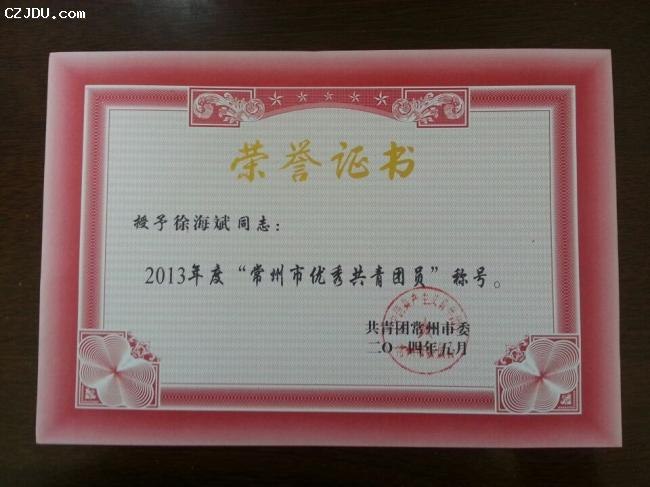 CZJDU.COM
荣誉证书
授予徐海斌同志：
2013年度“常州市优秀共青团员”称号。
共青团常州市委
二〇一四年五月